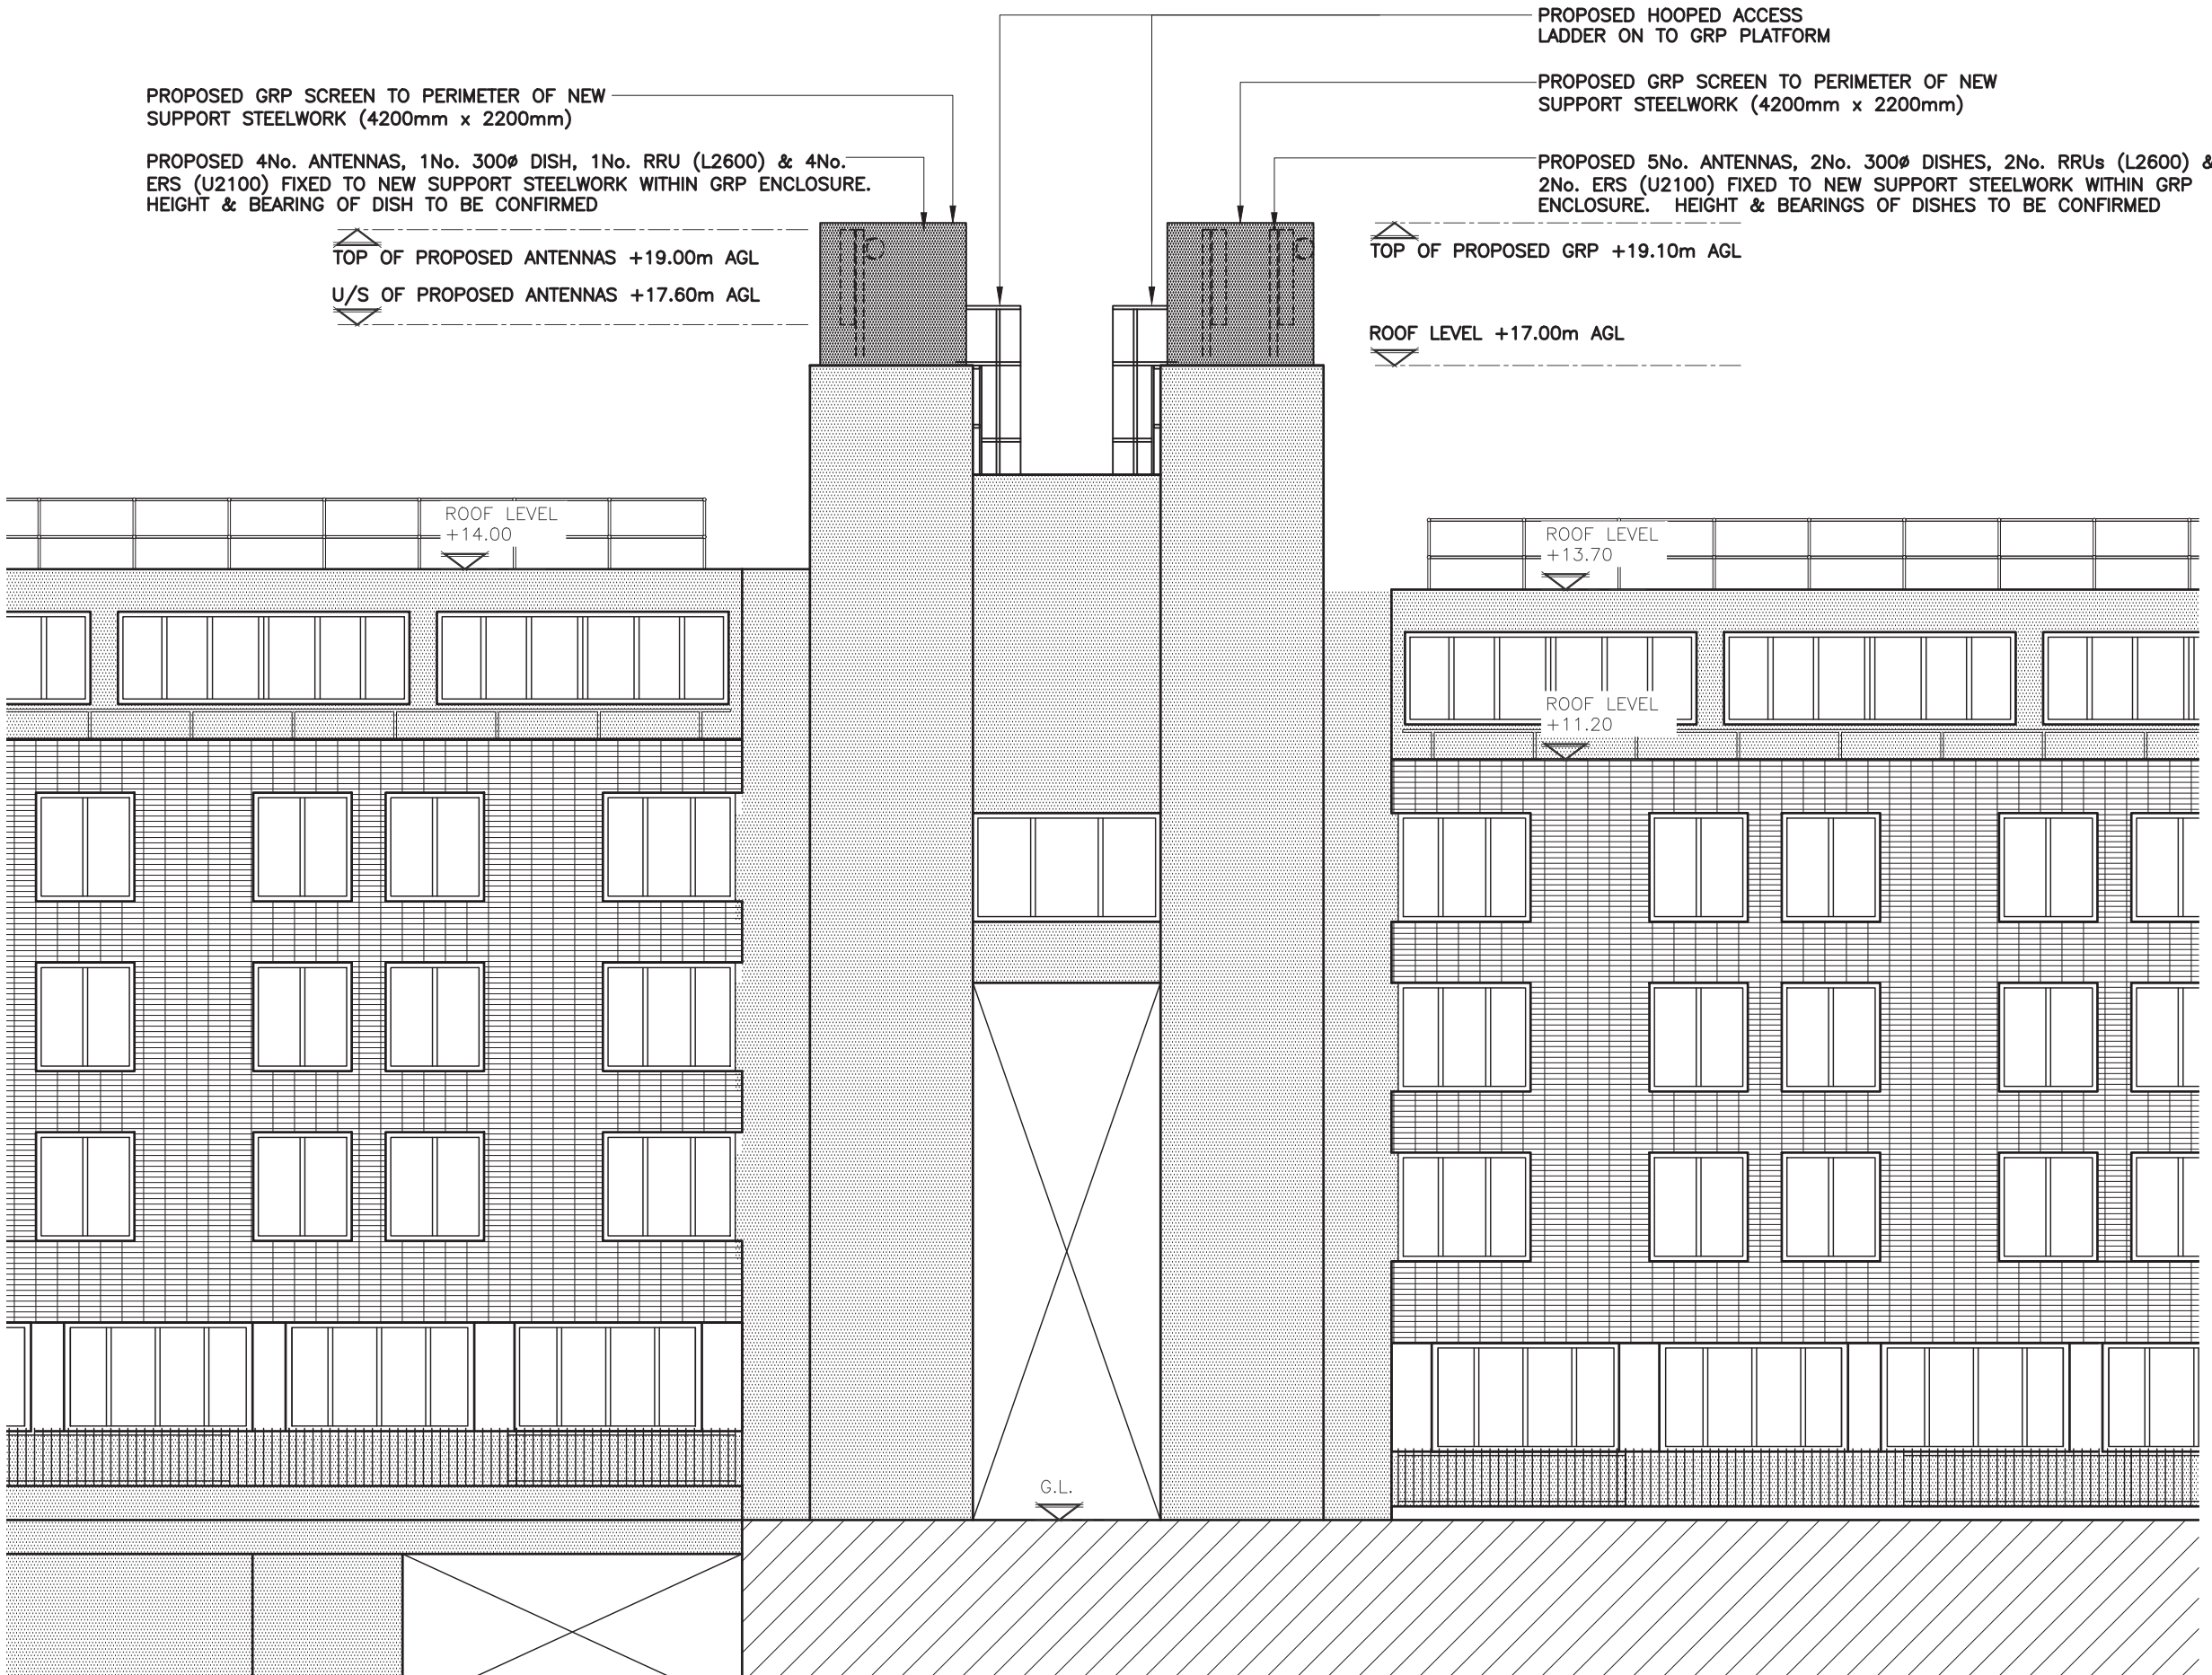 PROPOSED HOOPED ACCESS
LADDER ON TO GRP PLATFORM
PROPOSED GRP SCREEN TO PERIMETER OF NEW
SUPPORT STEELWORK (4200mm x 2200mm)
PROPOSED 4No. ANTENNAS, 1No. 300ø DISH, 1No. RRU (L2600) & 4No.
ERS (U2100) FIXED TO NEW SUPPORT STEELWORK WITHIN GRP ENCLOSURE.
HEIGHT & BEARING OF DISH TO BE CONFIRMED
PROPOSED GRP SCREEN TO PERIMETER OF NEW
SUPPORT STEELWORK (4200mm x 2200mm)
PROPOSED 5No. ANTENNAS, 2No. 300ø DISHES, 2No. RRUs (L2600) &
2No. ERS (U2100) FIXED TO NEW SUPPORT STEELWORK WITHIN GRP
ENCLOSURE. HEIGHT & BEARINGS OF DISHES TO BE CONFIRMED
TOP OF PROPOSED ANTENNAS +19.00m AGL
U/S OF PROPOSED ANTENNAS +17.60m AGL
TOP OF PROPOSED GRP +19.10m AGL
ROOF LEVEL +17.00m AGL
ROOF LEVEL
+14.00
ROOF LEVEL
+13.70
ROOF LEVEL
+11.20
G.L.